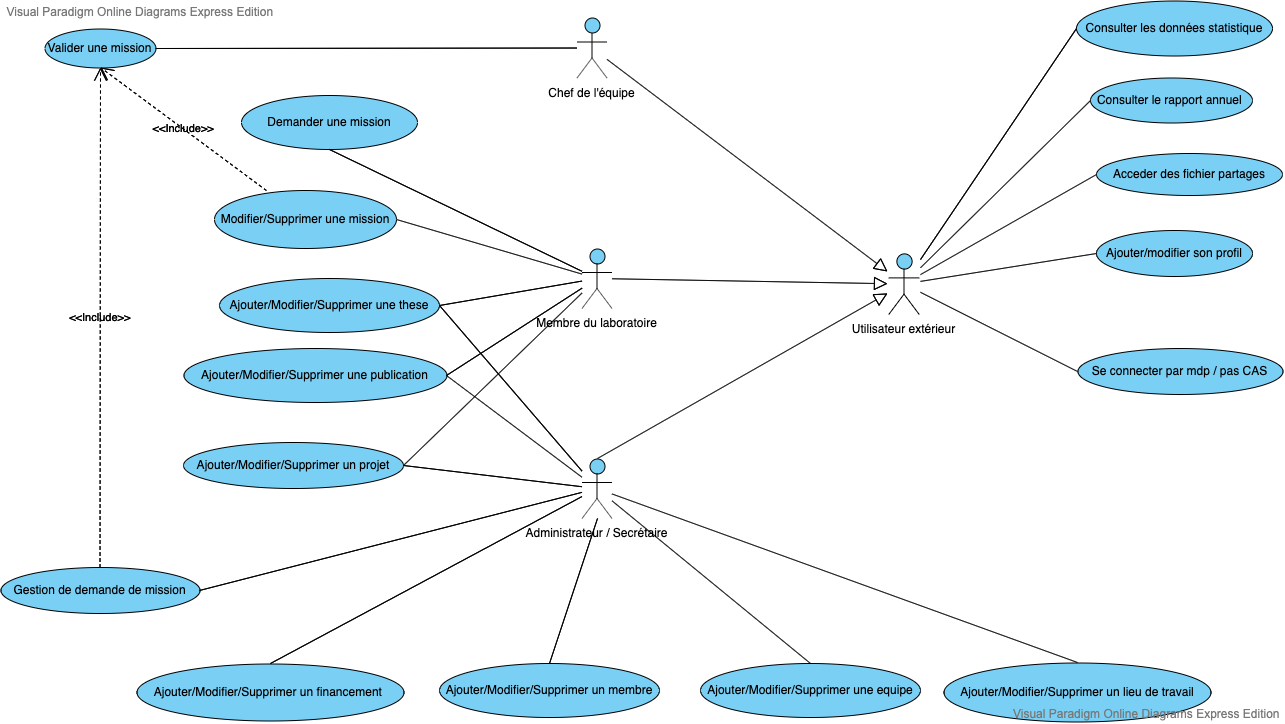 Visual Paradigm Online Diagrams Express Edition
Consulter les données statistique
Valider une mission
Chef de l'équipe
Consulter le rapport annuel
Demander une mission
<<Include>>
Acceder des fichier partages
Modifier/Supprimer une mission
Ajouter/modifier son profil
Ajouter/Modifier/Supprimer une these
<<Include>>
Membre du laboratoire
Utilisateur extérieur
Ajouter/Modifier/Supprimer une publication
Se connecter par mdp / pas CAS
Ajouter/Modifier/Supprimer un projet
Administrateur / Secrétaire
Gestion de demande de mission
Ajouter/Modifier/Supprimer un financement
Ajouter/Modifier/Supprimer un membre
Ajouter/Modifier/Supprimer une equipe
Ajouter/Modifier/Supprimer un lieu de travail
Visual Paradigm Online Diagrams Express Edition